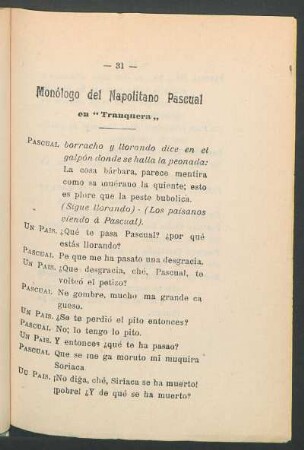 — 31 —
Monólogo del Napolitano Pascual
en "Tranquera„
PASCUAL borracho y llorando dice en el
galpón donde se halla la peonada:
La cosa bárbara, parece mentira
como sa muérano la quiente; esto
es piore que la peste bubolica.
(Sigue llorando) - (Los paisanos
viendo á Pascual).
UN PAIS. ¿Qué te pasa Pascual? ¿por qué
estás llorando?
PASCUAL Pe que me ha pasato una desgracia.
UN PAIS. ¿Que desgracia, ché, Pascual, te
volteó el petizo?
PASCUAL No gombre, mucho ma grande ca
gueso.
UN PAIS. ¿Se te perdió el pito entonces?
PASCUAL No; lo tengo lo pito.
UN PAIS. Y entonces ¿qué te ha pasao?
PASCUAL Que se me ga moruto mi muquira
Soriaca
UN PAIS. ¡No diga, ché, Siriaca se ha muerto!
¡pobre! ¿Y de qué se ha muerto?